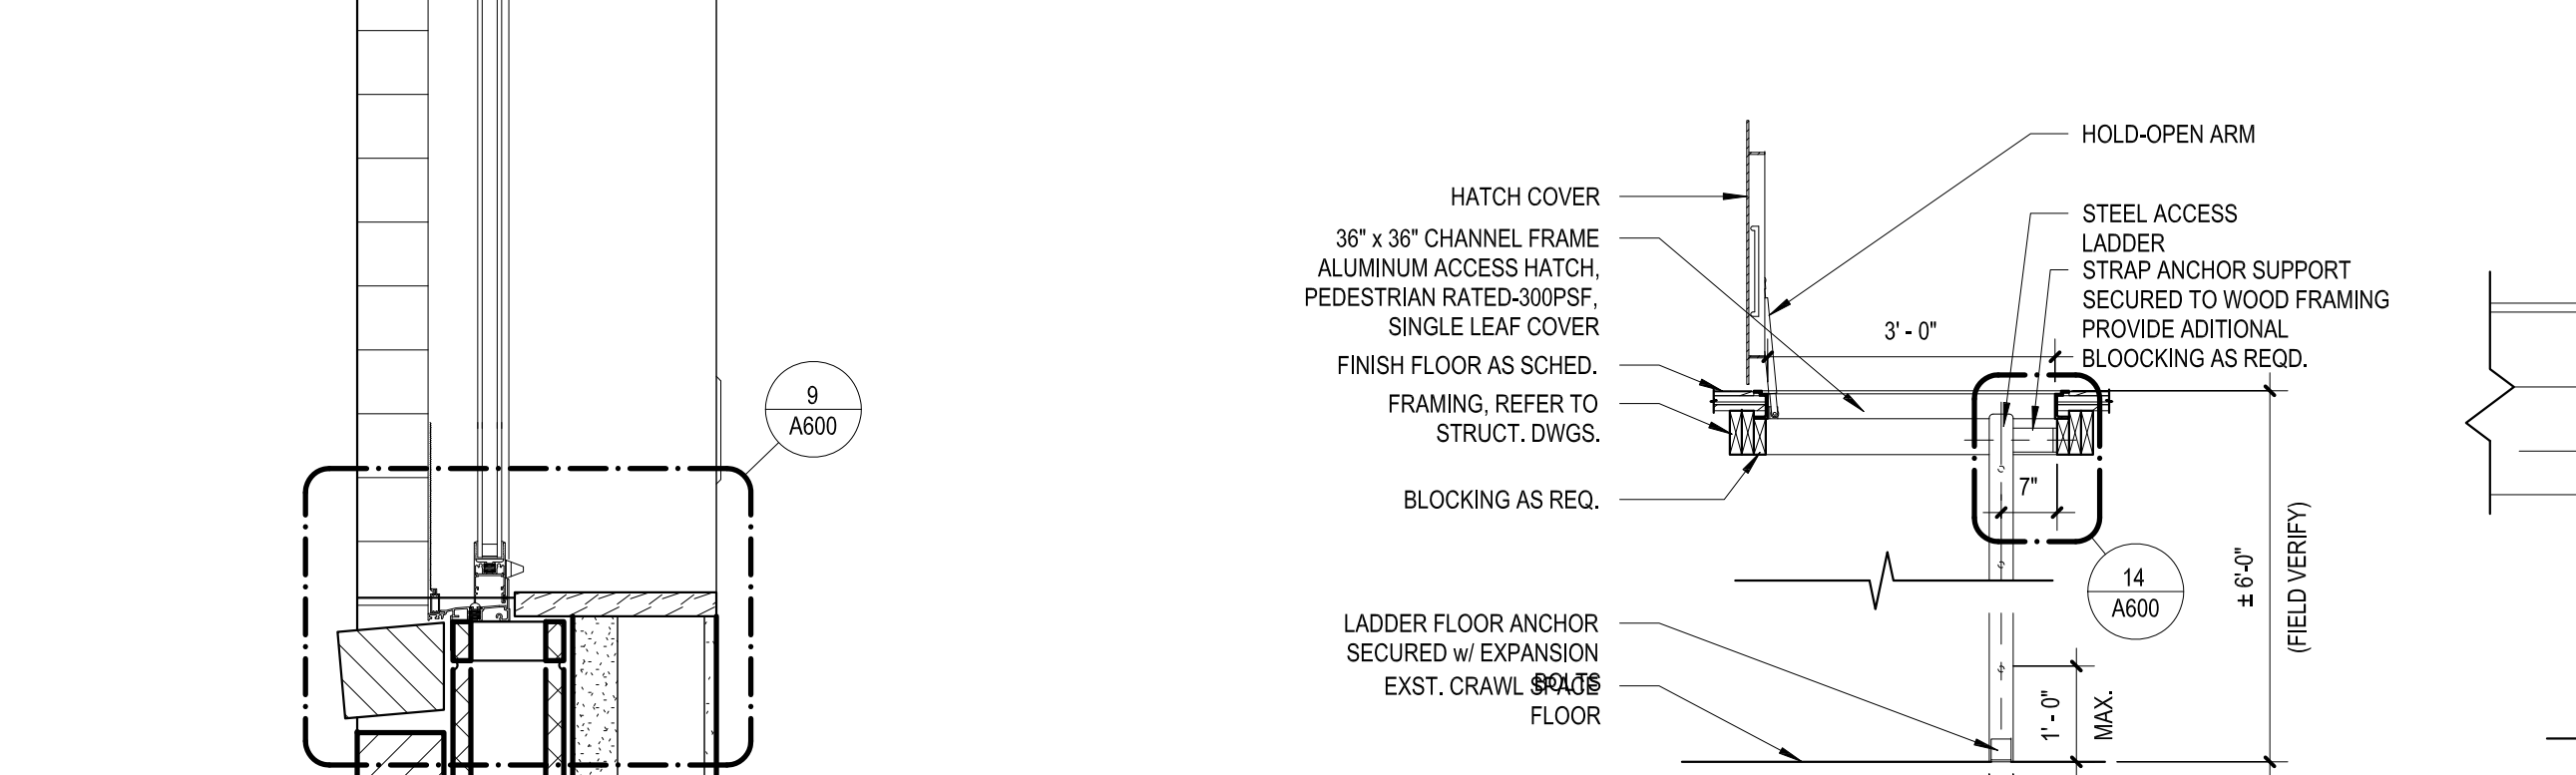 9
A600
HATCH COVER
36" x 36" CHANNEL FRAME
ALUMINUM ACCESS HATCH,
PEDESTRIAN RATED-300PSF,
SINGLE LEAF COVER
FINISH FLOOR AS SCHED.
FRAMING, REFER TO
STRUCT. DWGS.
BLOCKING AS REQ.
LADDER FLOOR ANCHOR
SECURED w/ EXPANSION
BOLTS
EXST. CRAWL SPACE
FLOOR
HOLD-OPEN ARM
STEEL ACCESS
LADDER
STRAP ANCHOR SUPPORT
SECURED TO WOOD FRAMING
PROVIDE ADITIONAL
BLOOCKING AS REQD.
3' - 0"
7"
14
A600
± 6'-0"
(FIELD VERIFY)
1' - 0"
MAX.